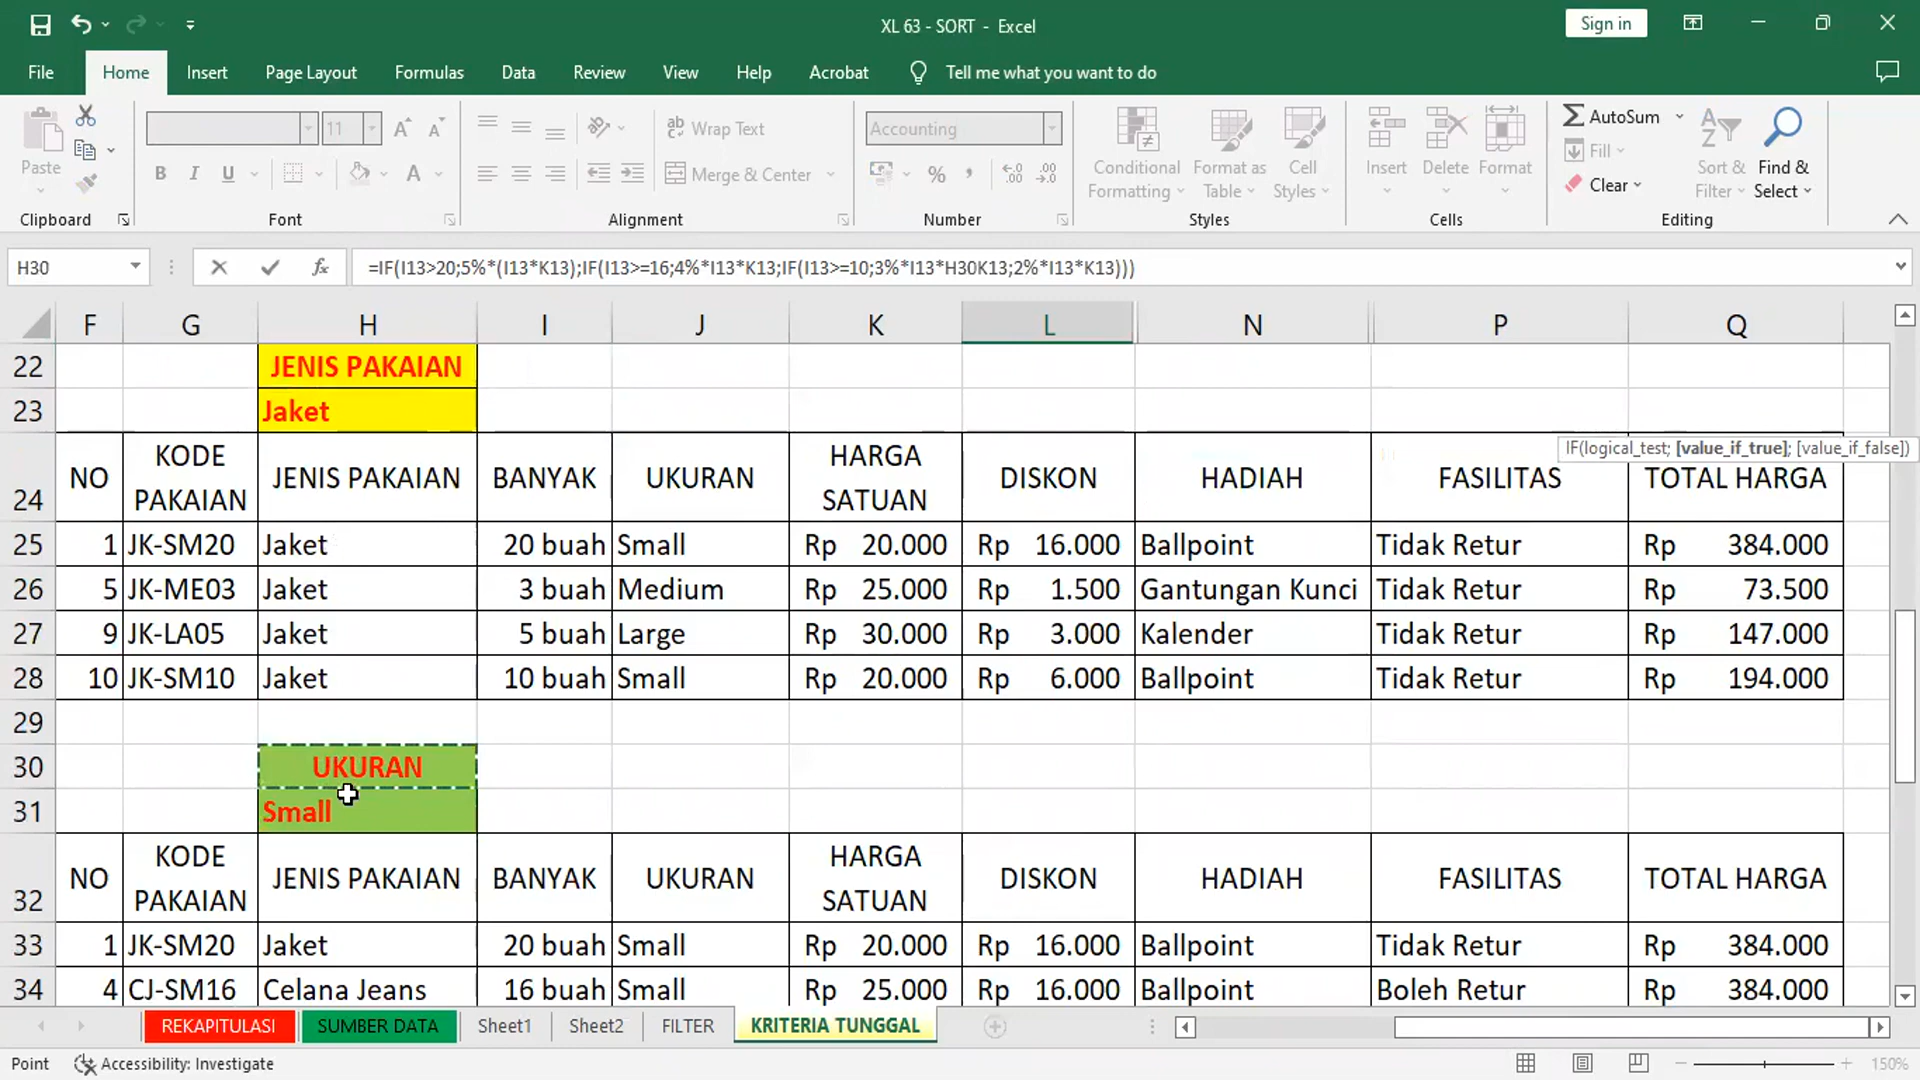 XL 63 - SORT - Excel
Sign in
File Home Insert Page Layout Formulas Data Review View Help Acrobat Tell me what you want to do
Paste
Clipboard
11
B I U
Font
Wrap Text
Merge & Center
Alignment
Accounting
% ,
Number
Conditional Formatting
Format as Table
Cell Styles
Styles
Insert Delete Format
Cells
AutoSum
Fill
Clear
Sort & Filter
Find & Select
Editing
H30 fx =IF(I13>20;5%*(I13*K13);IF(I13>=16;4%*I13*K13;IF(I13>=10;3%*I13*H30K13;2%*I13*K13)))
F G H I J K L N P Q
22 JENIS PAKAIAN
23 Jaket
IF(logical_test; [value_if_true]; [value_if_false])
24 NO KODE PAKAIAN JENIS PAKAIAN BANYAK UKURAN HARGA SATUAN DISKON HADIAH FASILITAS TOTAL HARGA
25 1 JK-SM20 Jaket 20 buah Small Rp 20.000 Rp 16.000 Ballpoint Tidak Retur Rp 384.000
26 5 JK-ME03 Jaket 3 buah Medium Rp 25.000 Rp 1.500 Gantungan Kunci Tidak Retur Rp 73.500
27 9 JK-LA05 Jaket 5 buah Large Rp 30.000 Rp 3.000 Kalender Tidak Retur Rp 147.000
28 10 JK-SM10 Jaket 10 buah Small Rp 20.000 Rp 6.000 Ballpoint Tidak Retur Rp 194.000
29
30 UKURAN
31 Small
32 NO KODE PAKAIAN JENIS PAKAIAN BANYAK UKURAN HARGA SATUAN DISKON HADIAH FASILITAS TOTAL HARGA
33 1 JK-SM20 Jaket 20 buah Small Rp 20.000 Rp 16.000 Ballpoint Tidak Retur Rp 384.000
34 4 CJ-SM16 Celana Jeans 16 buah Small Rp 25.000 Rp 16.000 Ballpoint Boleh Retur Rp 384.000
REKAPITULASI SUMBER DATA Sheet1 Sheet2 FILTER KRITERIA TUNGGAL
Point Accessibility: Investigate 150%